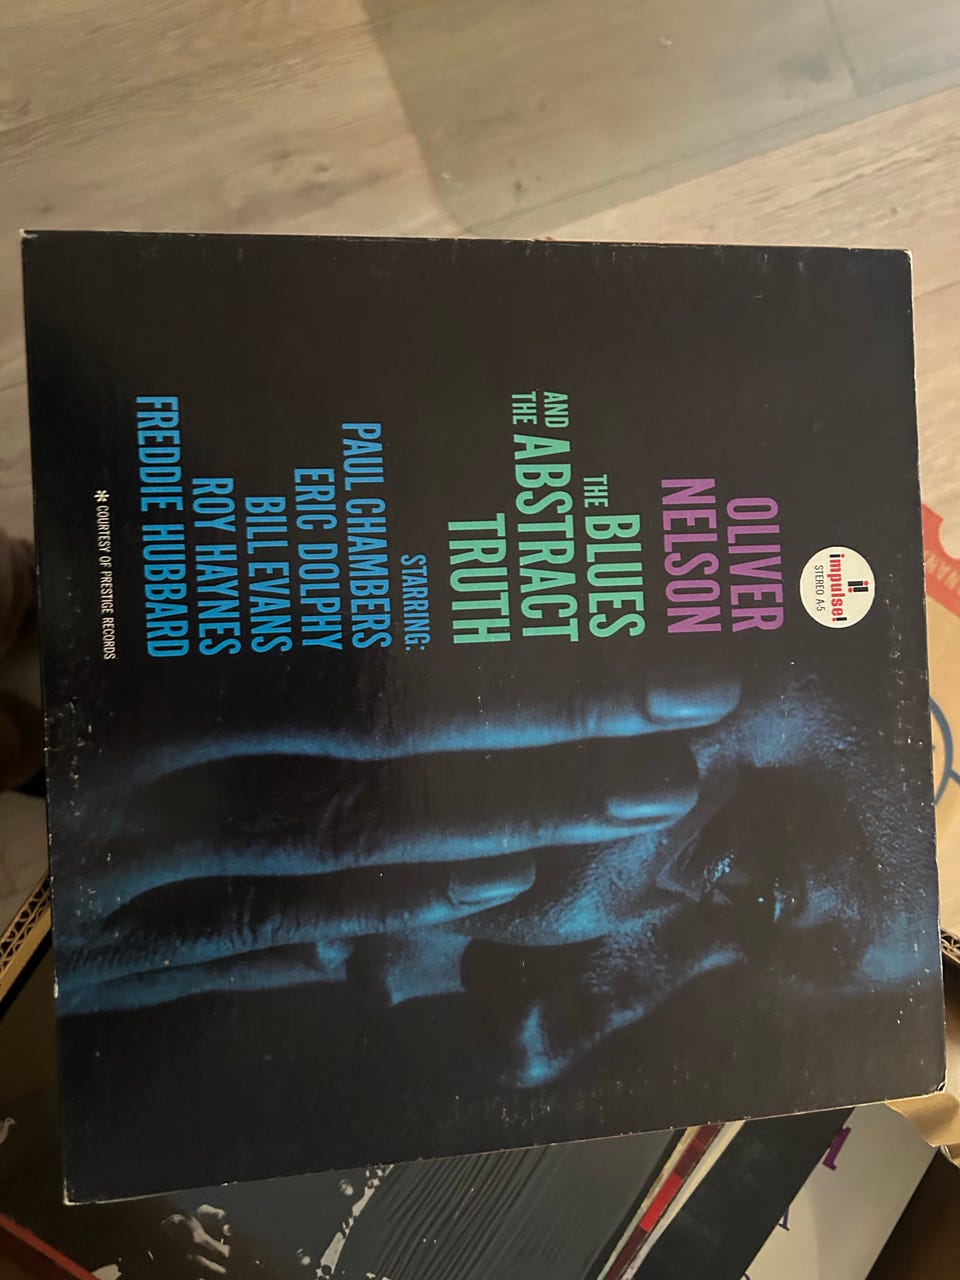 impulse!
STEREO A-5
OLIVER
NELSON
THE BLUES
AND
THE ABSTRACT
TRUTH
STARRING:
PAUL CHAMBERS
ERIC DOLPHY
BILL EVANS
ROY HAYNES
FREDDIE HUBBARD
* COURTESY OF PRESTIGE RECORDS